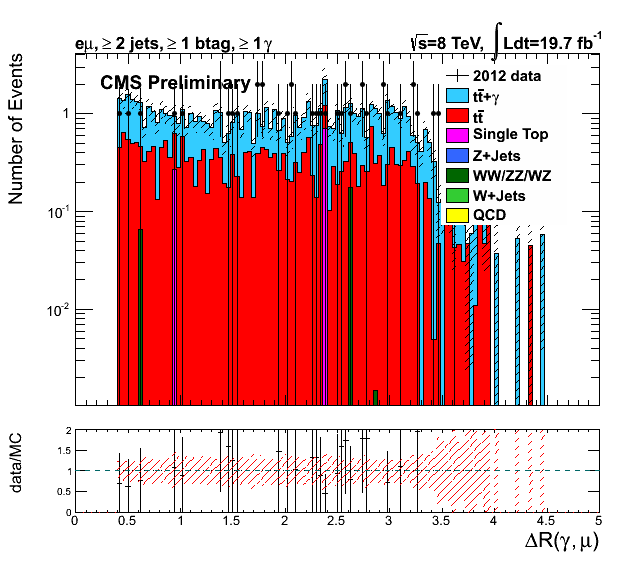 eμ, ≥ 2 jets, ≥ 1 btag, ≥ 1 γ
√s=8 TeV, ∫ Ldt=19.7 fb⁻¹
CMS Preliminary
2012 data
tt̄+γ
tt̄
Single Top
Z+Jets
WW/ZZ/WZ
W+Jets
QCD
Number of Events
1
10⁻¹
10⁻²
data/MC
2
1.5
1
0.5
0
0 0.5 1 1.5 2 2.5 3 3.5 4 4.5 5
ΔR(γ, μ)